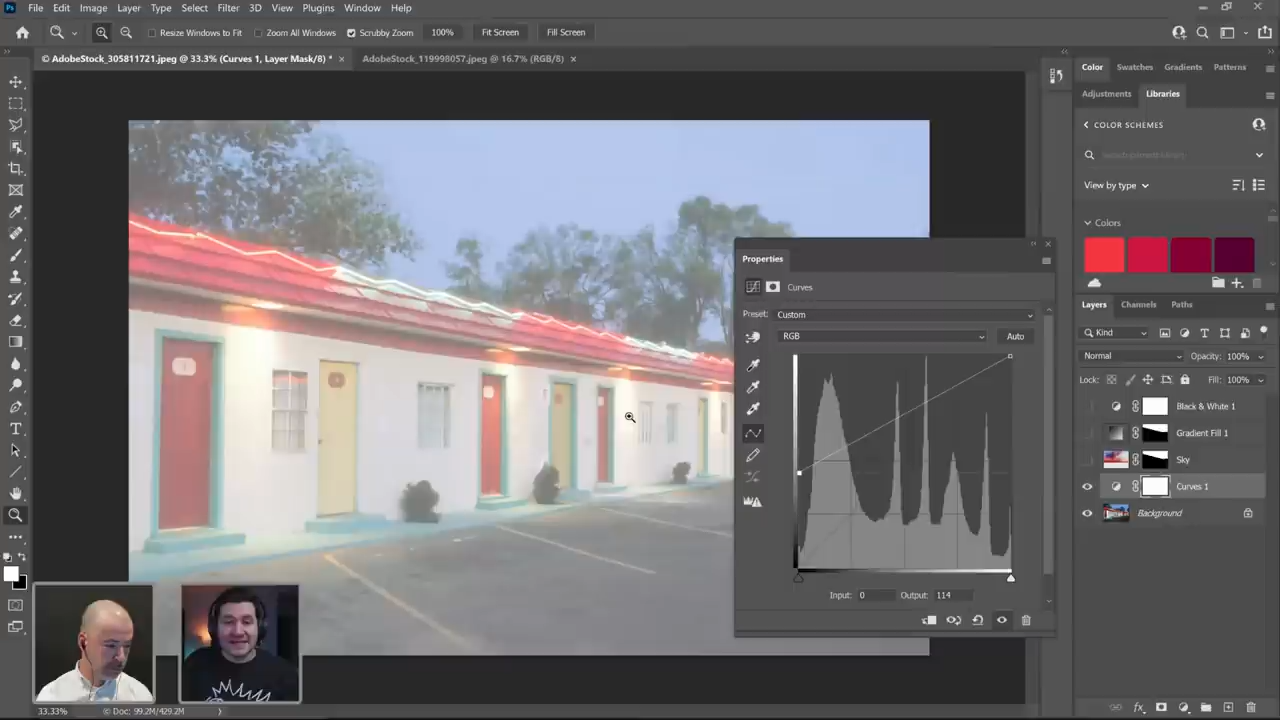 Ps File Edit Image Layer Type Select Filter 3D View Plugins Window Help
Resize Windows to Fit Zoom All Windows Scrubby Zoom 100% Fit Screen Fill Screen
© AdobeStock_305811721.jpeg @ 33.3% (Curves 1, Layer Mask/8) * × AdobeStock_119998057.jpeg @ 16.7% (RGB/8) ×
Color Swatches Gradients Patterns
Adjustments Libraries
COLOR SCHEMES
View by type
Colors
Properties
Curves
Preset: Custom
RGB Auto
Input: 0 Output: 114
Layers Channels Paths
Kind
Normal Opacity: 100%
Lock: Fill: 100%
Black & White 1
Gradient Fill 1
Sky
Curves 1
Background
33.33% © Doc: 99.2M/429.2M